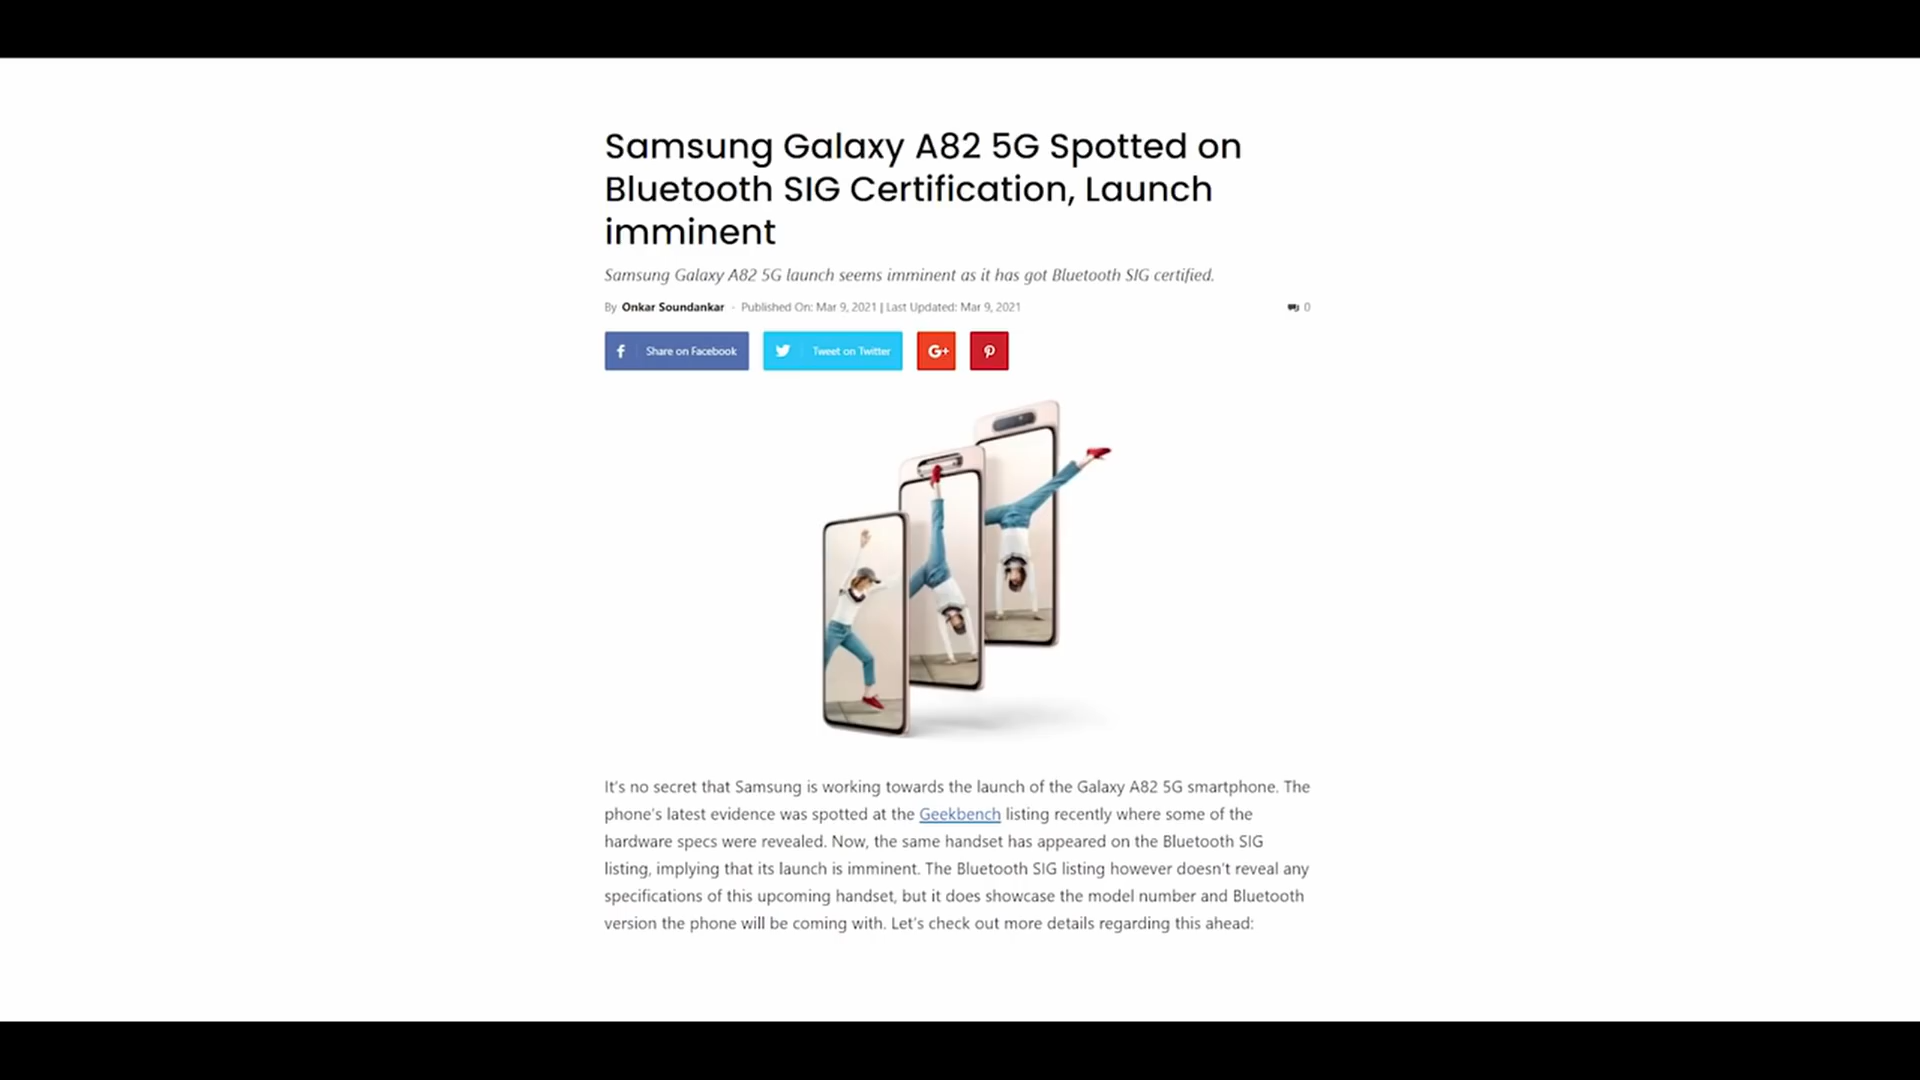 Samsung Galaxy A82 5G Spotted on
Bluetooth SIG Certification, Launch
imminent
Samsung Galaxy A82 5G launch seems imminent as it has got Bluetooth SIG certified.
By Onkar Soundankar - Published On: Mar 9, 2021 | Last Updated: Mar 9, 2021 0
f Share on Facebook Tweet on Twitter G+
It's no secret that Samsung is working towards the launch of the Galaxy A82 5G smartphone. The
phone's latest evidence was spotted at the Geekbench listing recently where some of the
hardware specs were revealed. Now, the same handset has appeared on the Bluetooth SIG
listing, implying that its launch is imminent. The Bluetooth SIG listing however doesn't reveal any
specifications of this upcoming handset, but it does showcase the model number and Bluetooth
version the phone will be coming with. Let's check out more details regarding this ahead: